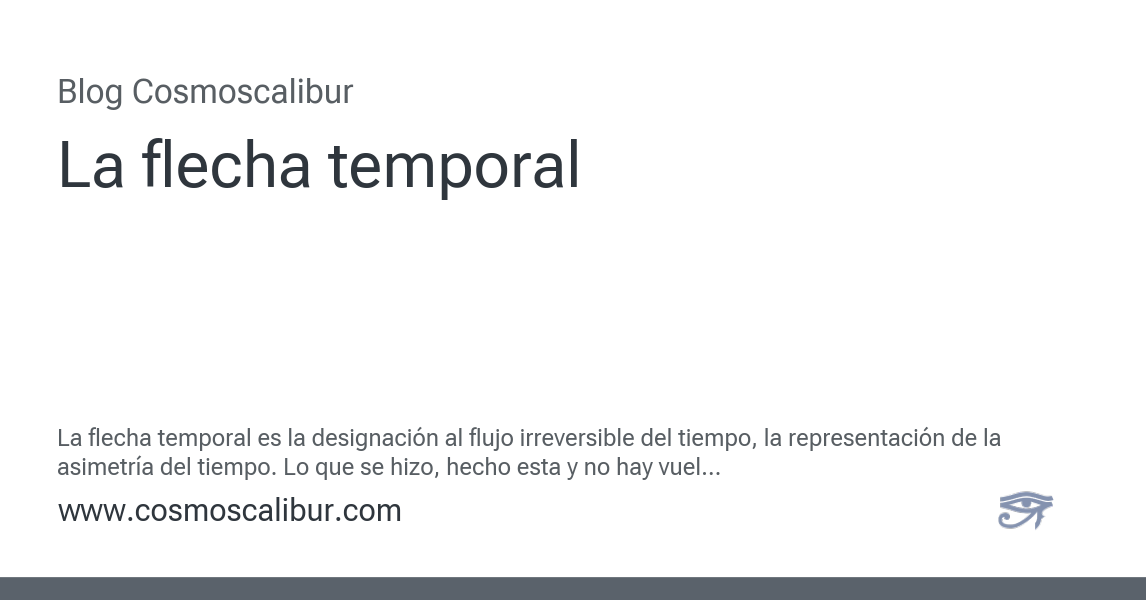 Blog Cosmoscalibur
La flecha temporal
La flecha temporal es la designación al flujo irreversible del tiempo, la representación de la
asimetría del tiempo. Lo que se hizo, hecho esta y no hay vuel...
www.cosmoscalibur.com